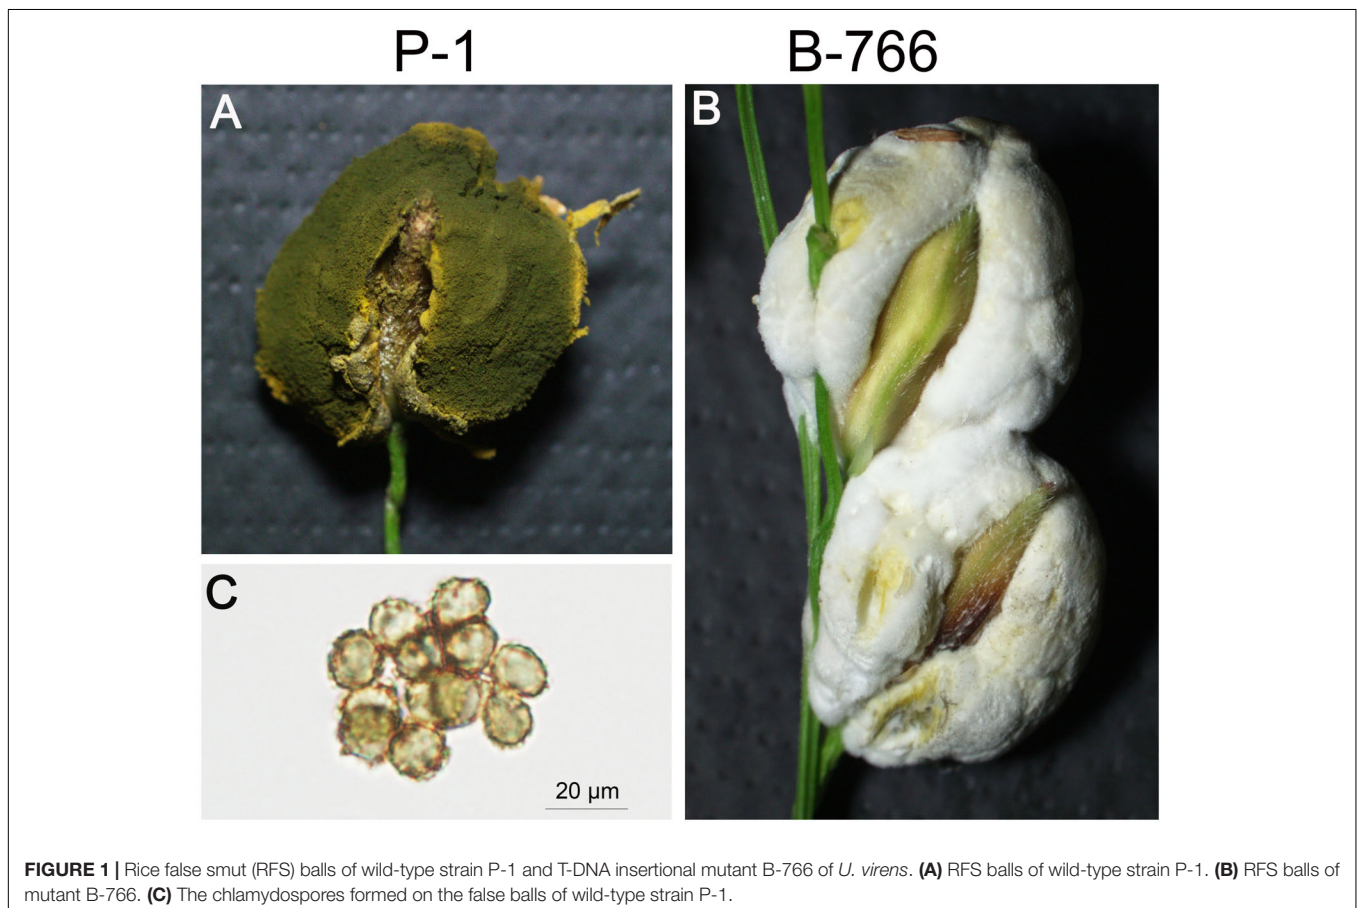 P-1
B-766
A
B
C
20 µm
FIGURE 1 | Rice false smut (RFS) balls of wild-type strain P-1 and T-DNA insertional mutant B-766 of U. virens. (A) RFS balls of wild-type strain P-1. (B) RFS balls of
mutant B-766. (C) The chlamydospores formed on the false balls of wild-type strain P-1.